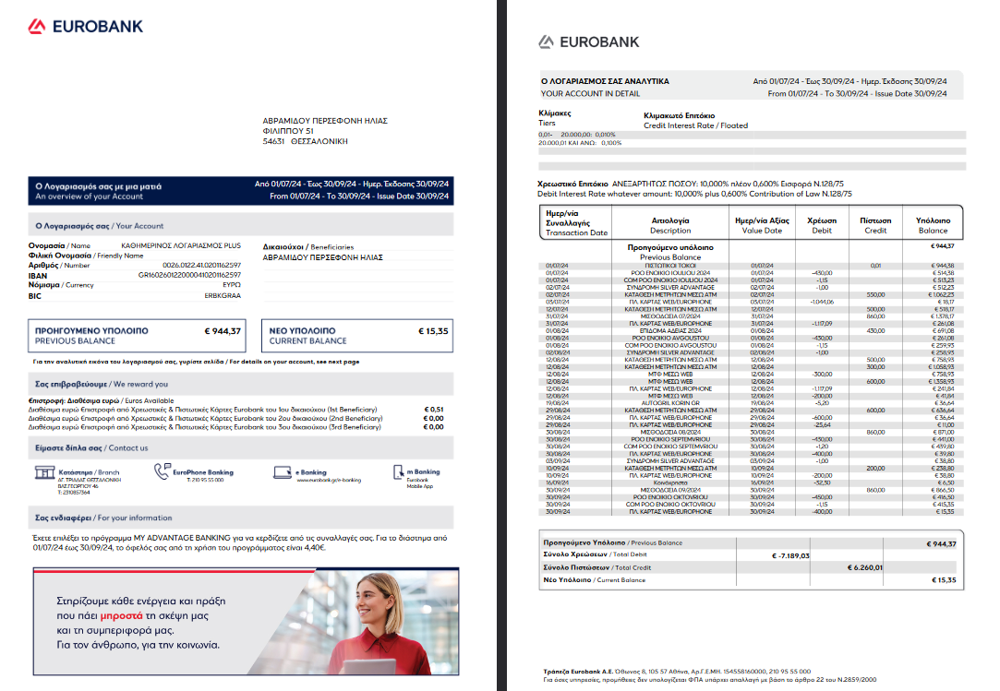 EUROBANK
ΑΒΡΑΜΙΔΟΥ ΠΕΡΣΕΦΟΝΗ ΗΛΙΑΣ
ΦΙΛΙΠΠΟΥ 51
54631 ΘΕΣΣΑΛΟΝΙΚΗ
Ο Λογαριασμός σας με μια ματιά Από 01/07/24 - Έως 30/09/24 - Ημερ. Έκδοσης 30/09/24
An overview of your Account From 01/07/24 - To 30/09/24 - Issue Date 30/09/24
Ο Λογαριασμός σας / Your Account
Ονομασία / Name ΚΑΘΗΜΕΡΙΝΟΣ ΛΟΓΑΡΙΑΣΜΟΣ PLUS
Φιλική Ονομασία / Friendly Name
Αριθμός / Number 0026.0122.41.0201162597
IBAN GR1602601220000410201162597
Νόμισμα / Currency ΕΥΡΩ
BIC ERBKGRAA
Δικαιούχοι / Beneficiaries
ΑΒΡΑΜΙΔΟΥ ΠΕΡΣΕΦΟΝΗ ΗΛΙΑΣ
ΠΡΟΗΓΟΥΜΕΝΟ ΥΠΟΛΟΙΠΟ € 944,37
PREVIOUS BALANCE
ΝΕΟ ΥΠΟΛΟΙΠΟ € 15,35
CURRENT BALANCE
Για την αναλυτική εικόνα του λογαριασμού σας, γυρίστε σελίδα / For details on your account, see next page
Σας επιβραβεύουμε / We reward you
€πιστροφή: Διαθέσιμα ευρώ / Euros Available
Διαθέσιμα ευρώ €πιστροφή από Χρεωστικές & Πιστωτικές Κάρτες Eurobank του 1ου δικαιούχου (1st Beneficiary) € 0,51
Διαθέσιμα ευρώ €πιστροφή από Χρεωστικές & Πιστωτικές Κάρτες Eurobank του 2ου δικαιούχου (2nd Beneficiary) € 0,00
Διαθέσιμα ευρώ €πιστροφή από Χρεωστικές & Πιστωτικές Κάρτες Eurobank του 3ου δικαιούχου (3rd Beneficiary) € 0,00
Είμαστε δίπλα σας / Contact us
Κατάστημα / Branch
ΑΓ. ΤΡΙΑΔΑΤ ΘΕΣΣΑΛΟΝΙΚΗ
ΒΑΣ.ΓΕΩΡΓΙΟΥ 46
Τ: 2310857364
EuroPhone Banking
T: 210 95 55 000
e Banking
www.eurobank.gr/e-banking
m Banking
Eurobank
Mobile App
Σας ενδιαφέρει / For your information
Έχετε επιλέξει το πρόγραμμα MY ADVANTAGE BANKING για να κερδίζετε από τις συναλλαγές σας. Για το διάστημα από
01/07/24 έως 30/09/24, το όφελός σας από τη χρήση του προγράμματος είναι 4,40€.
Στηρίζουμε κάθε ενέργεια και πράξη
που πάει μπροστά τη σκέψη μας
και τη συμπεριφορά μας.
Για τον άνθρωπο, για την κοινωνία.
EUROBANK
Ο ΛΟΓΑΡΙΑΣΜΟΣ ΣΑΣ ΑΝΑΛΥΤΙΚΑ Από 01/07/24 - Έως 30/09/24 - Ημερ. Έκδοσης 30/09/24
YOUR ACCOUNT IN DETAIL From 01/07/24 - To 30/09/24 - Issue Date 30/09/24
Κλίμακες Κλιμακωτό Επιτόκιο
Tiers Credit Interest Rate / Floated
0,01- 20.000,00: 0,010%
20.000,01 ΚΑΙ ΑΝΩ: 0,100%
Χρεωστικό Επιτόκιο ΑΝΕΞΑΡΤΗΤΩΣ ΠΟΣΟΥ: 10,000% πλέον 0,600% Εισφορά Ν.128/75
Debit Interest Rate whatever amount: 10,000% plus 0,600% Contribution of Law N.128/75
Ημερ/νία Συναλλαγής Αιτιολογία Ημερ/νία Αξίας Χρέωση Πίστωση Υπόλοιπο
Transaction Date Description Value Date Debit Credit Balance
Προηγούμενο υπόλοιπο € 944,37
Previous Balance
01/07/24 ΠΙΣΤΩΤΙΚΟΙ ΤΟΚΟΙ 01/07/24 0,01 € 944,38
01/07/24 POO ΕΝΟΙΚΙΟ ΙΟΥΛΙΟΥ 2024 01/07/24 -430,00 € 514,38
01/07/24 COM POO ΕΝΟΙΚΙΟ ΙΟΥΛΙΟΥ 2024 01/07/24 -1,15 € 513,23
02/07/24 ΣΥΝΔΡΟΜΗ SILVER ADVANTAGE 02/07/24 -1,00 € 512,23
02/07/24 ΚΑΤΑΘΕΣΗ ΜΕΤΡΗΤΩΝ ΜΕΣΩ ATM 02/07/24 550,00 € 1.062,23
03/07/24 ΠΛ. ΚΑΡΤΑΣ WEB/EUROPHONE 03/07/24 -1.044,06 € 18,17
12/07/24 ΚΑΤΑΘΕΣΗ ΜΕΤΡΗΤΩΝ ΜΕΣΩ ATM 12/07/24 500,00 € 518,17
31/07/24 ΜΙΣΘΟΔΟΣΙΑ 07/2024 31/07/24 860,00 € 1.378,17
31/07/24 ΠΛ. ΚΑΡΤΑΣ WEB/EUROPHONE 31/07/24 -1.117,09 € 261,08
01/08/24 ΕΠΙΔΟΜΑ ΑΔΕΙΑΣ 2024 01/08/24 430,00 € 691,08
01/08/24 POO ΕΝΟΙΚΙΟ AVGOUSTOU 01/08/24 -430,00 € 261,08
01/08/24 COM POO ΕΝΟΙΚΙΟ AVGOUSTOU 01/08/24 -1,15 € 259,93
02/08/24 ΣΥΝΔΡΟΜΗ SILVER ADVANTAGE 02/08/24 -1,00 € 258,93
12/08/24 ΚΑΤΑΘΕΣΗ ΜΕΤΡΗΤΩΝ ΜΕΣΩ ATM 12/08/24 500,00 € 758,93
12/08/24 ΚΑΤΑΘΕΣΗ ΜΕΤΡΗΤΩΝ ΜΕΣΩ ATM 12/08/24 300,00 € 1.058,93
12/08/24 ΜΤΦ ΜΕΣΩ WEB 12/08/24 -300,00 € 758,93
12/08/24 ΜΤΦ ΜΕΣΩ WEB 12/08/24 600,00 € 1.358,93
12/08/24 ΠΛ. ΚΑΡΤΑΣ WEB/EUROPHONE 12/08/24 -1.117,09 € 241,84
12/08/24 ΜΤΦ ΜΕΣΩ WEB 12/08/24 -200,00 € 41,84
19/08/24 AUTOGRIL KORIN GR 19/08/24 -5,20 € 36,64
29/08/24 ΚΑΤΑΘΕΣΗ ΜΕΤΡΗΤΩΝ ΜΕΣΩ ATM 29/08/24 600,00 € 636,64
29/08/24 ΠΛ. ΚΑΡΤΑΣ WEB/EUROPHONE 29/08/24 -600,00 € 36,64
29/08/24 ΠΛ. ΚΑΡΤΑΣ WEB/EUROPHONE 29/08/24 -25,64 € 11,00
30/08/24 ΜΙΣΘΟΔΟΣΙΑ 08/2024 30/08/24 860,00 € 871,00
30/08/24 POO ΕΝΟΙΚΙΟ SEPTEMVRIOU 30/08/24 -430,00 € 441,00
30/08/24 COM POO ΕΝΟΙΚΙΟ SEPTEMVRIOU 30/08/24 -1,20 € 439,80
30/08/24 ΠΛ. ΚΑΡΤΑΣ WEB/EUROPHONE 30/08/24 -400,00 € 39,80
03/09/24 ΣΥΝΔΡΟΜΗ SILVER ADVANTAGE 03/09/24 -1,00 € 38,80
10/09/24 ΚΑΤΑΘΕΣΗ ΜΕΤΡΗΤΩΝ ΜΕΣΩ ATM 10/09/24 200,00 € 238,80
10/09/24 ΠΛ. ΚΑΡΤΑΣ WEB/EUROPHONE 10/09/24 -200,00 € 38,80
16/09/24 Κοινόχρηστα 16/09/24 -32,30 € 6,50
30/09/24 ΜΙΣΘΟΔΟΣΙΑ 09/2024 30/09/24 860,00 € 866,50
30/09/24 POO ΕΝΟΙΚΙΟ OKTOVRIOU 30/09/24 -450,00 € 416,50
30/09/24 COM POO ΕΝΟΙΚΙΟ OKTOVRIOU 30/09/24 -1,15 € 415,35
30/09/24 ΠΛ. ΚΑΡΤΑΣ WEB/EUROPHONE 30/09/24 -400,00 € 15,35
Προηγούμενο Υπόλοιπο / Previous Balance € 944,37
Σύνολο Χρεώσεων / Total Debit € -7.189,03
Σύνολο Πιστώσεων / Total Credit € 6.260,01
Νέο Υπόλοιπο / Current Balance € 15,35
Τράπεζα Eurobank A.E. Όθωνος 8, 105 57 Αθήνα, Αρ.Γ.Ε.ΜΗ. 154558160000, 210 95 55 000
Για όσες υπηρεσίες, προμήθειες δεν υπολογίζεται ΦΠΑ υπάρχει απαλλαγή με βάση το άρθρο 22 του Ν.2859/2000